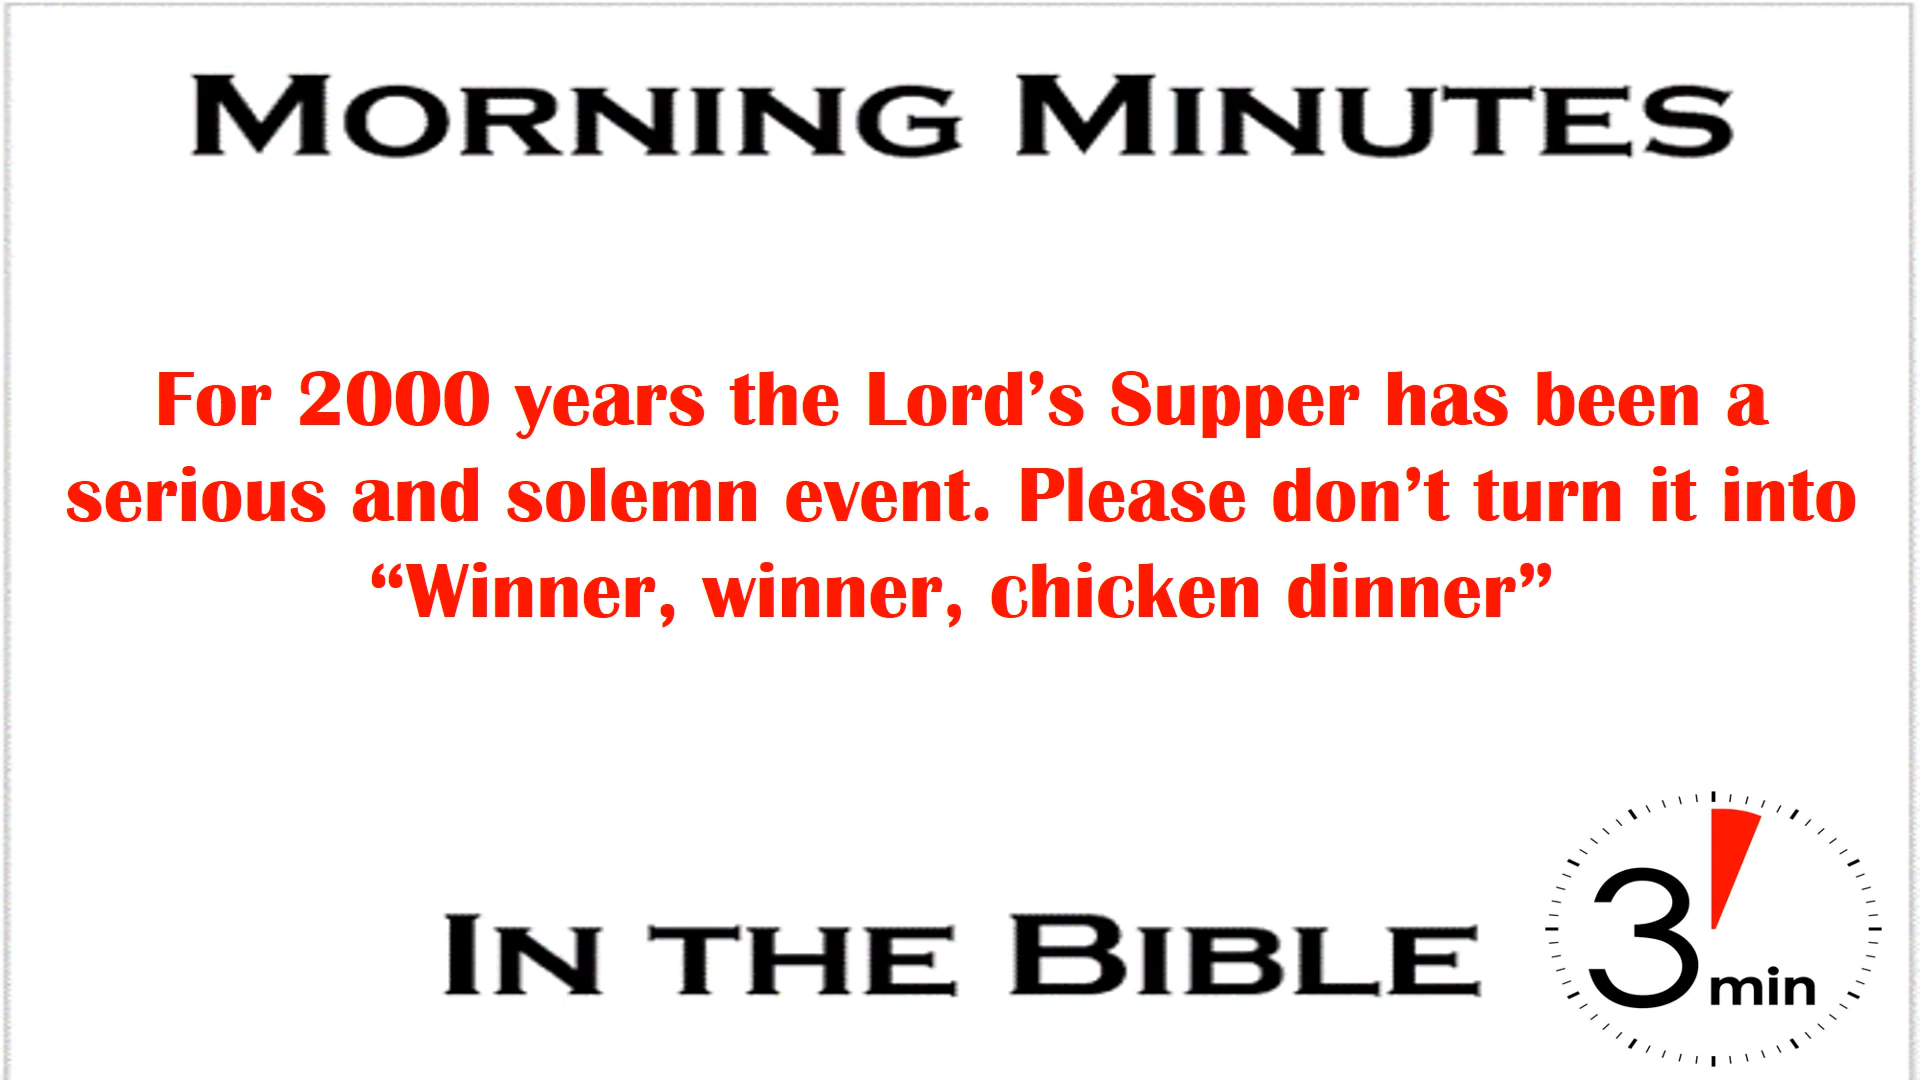 MORNING MINUTES
For 2000 years the Lord’s Supper has been a
serious and solemn event. Please don’t turn it into
“Winner, winner, chicken dinner”
IN THE BIBLE
3 min